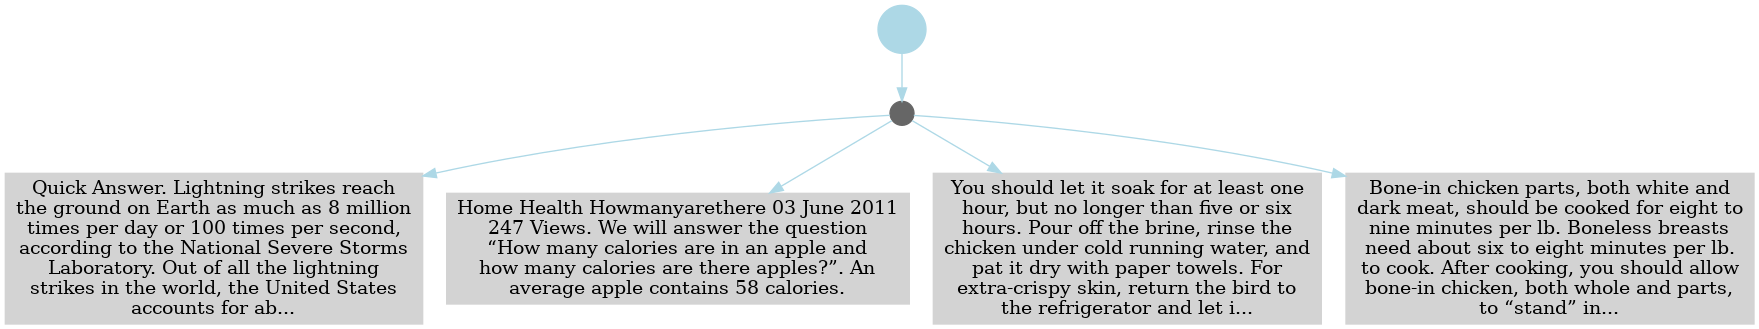 Quick Answer. Lightning strikes reach
the ground on Earth as much as 8 million
times per day or 100 times per second,
according to the National Severe Storms
Laboratory. Out of all the lightning
strikes in the world, the United States
accounts for ab...
Home Health Howmanyarethere 03 June 2011
247 Views. We will answer the question
“How many calories are in an apple and
how many calories are there apples?”. An
average apple contains 58 calories.
You should let it soak for at least one
hour, but no longer than five or six
hours. Pour off the brine, rinse the
chicken under cold running water, and
pat it dry with paper towels. For
extra-crispy skin, return the bird to
the refrigerator and let i...
Bone-in chicken parts, both white and
dark meat, should be cooked for eight to
nine minutes per lb. Boneless breasts
need about six to eight minutes per lb.
to cook. After cooking, you should allow
bone-in chicken, both whole and parts,
to “stand” in...